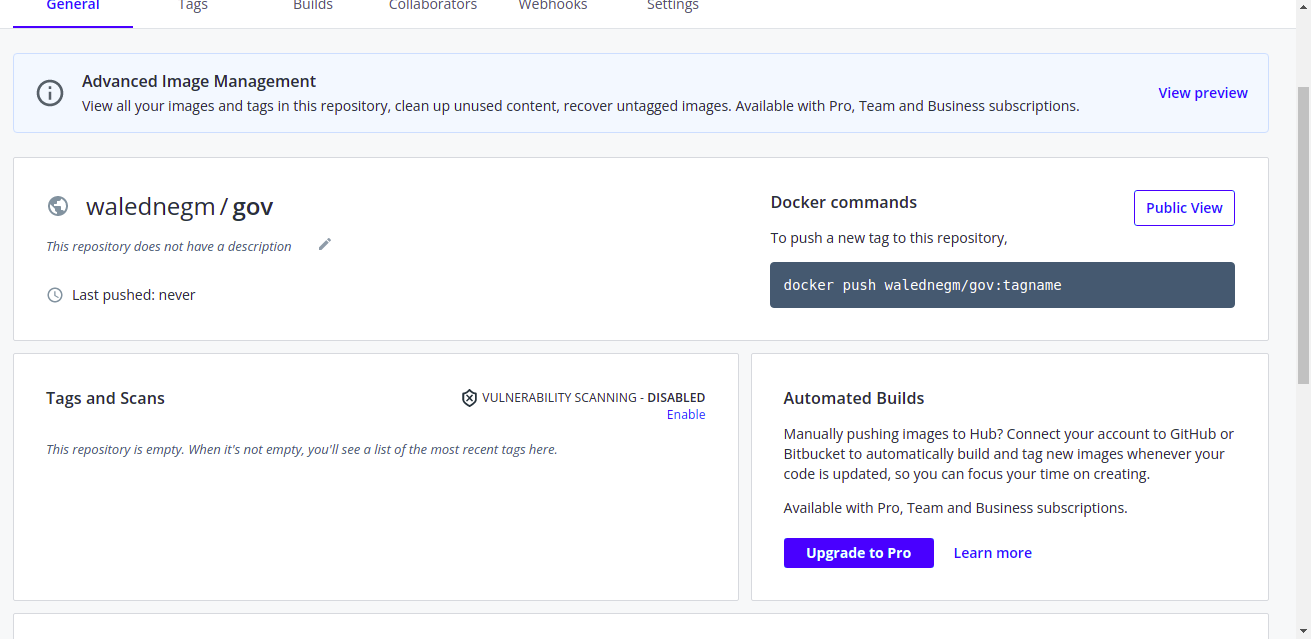 General Tags Builds Collaborators Webhooks Settings
Advanced Image Management
View all your images and tags in this repository, clean up unused content, recover untagged images. Available with Pro, Team and Business subscriptions.
View preview
walednegm / gov
This repository does not have a description
Last pushed: never
Docker commands
Public View
To push a new tag to this repository,
docker push walednegm/gov:tagname
Tags and Scans
VULNERABILITY SCANNING - DISABLED
Enable
This repository is empty. When it's not empty, you'll see a list of the most recent tags here.
Automated Builds
Manually pushing images to Hub? Connect your account to GitHub or
Bitbucket to automatically build and tag new images whenever your
code is updated, so you can focus your time on creating.
Available with Pro, Team and Business subscriptions.
Upgrade to Pro
Learn more